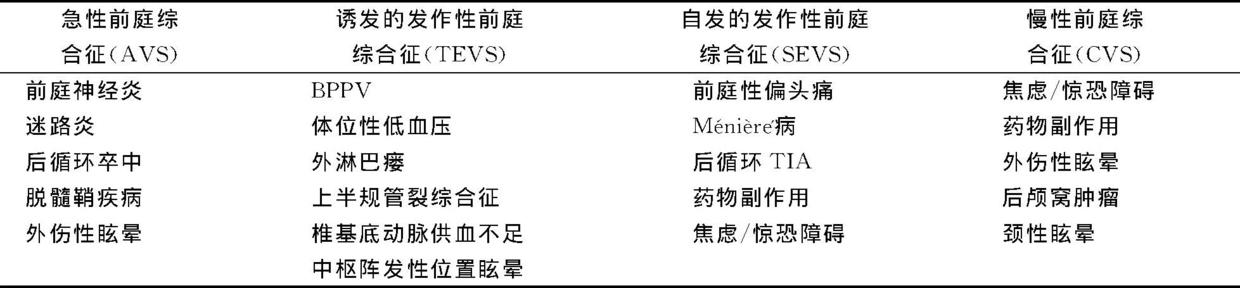 急性前庭综 诱发的发作性前庭 自发的发作性前庭 慢性前庭综
合征(AVS) 综合征(TEVS) 综合征(SEVS) 合征(CVS)
前庭神经炎 BPPV 前庭性偏头痛 焦虑/惊恐障碍
迷路炎 体位性低血压 Ménière'病 药物副作用
后循环卒中 外淋巴瘘 后循环 TIA 外伤性眩晕
脱髓鞘疾病 上半规管裂综合征 药物副作用 后颅窝肿瘤
外伤性眩晕 椎基底动脉供血不足 焦虑/惊恐障碍 颈性眩晕
中枢阵发性位置眩晕